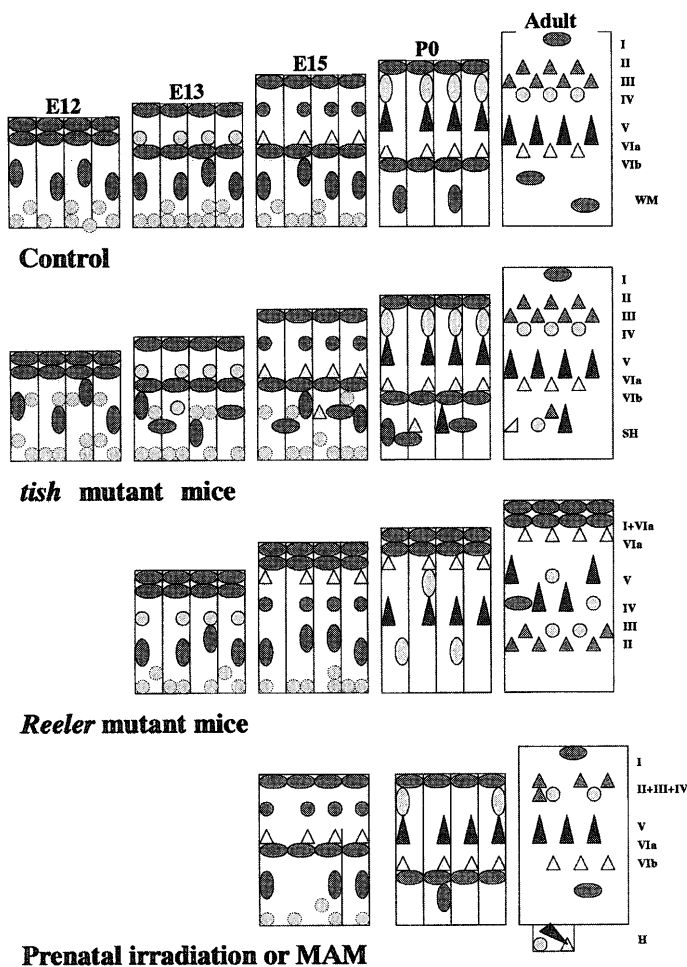 Adult
P0
E15
E13
E12
I
II
III
IV
V
VIa
VIb
WM
Control
I
II
III
IV
V
VIa
VIb
SH
tish mutant mice
I+VIa
VIa
V
IV
III
II
Reeler mutant mice
I
II+III+IV
V
VIa
VIb
H
Prenatal irradiation or MAM